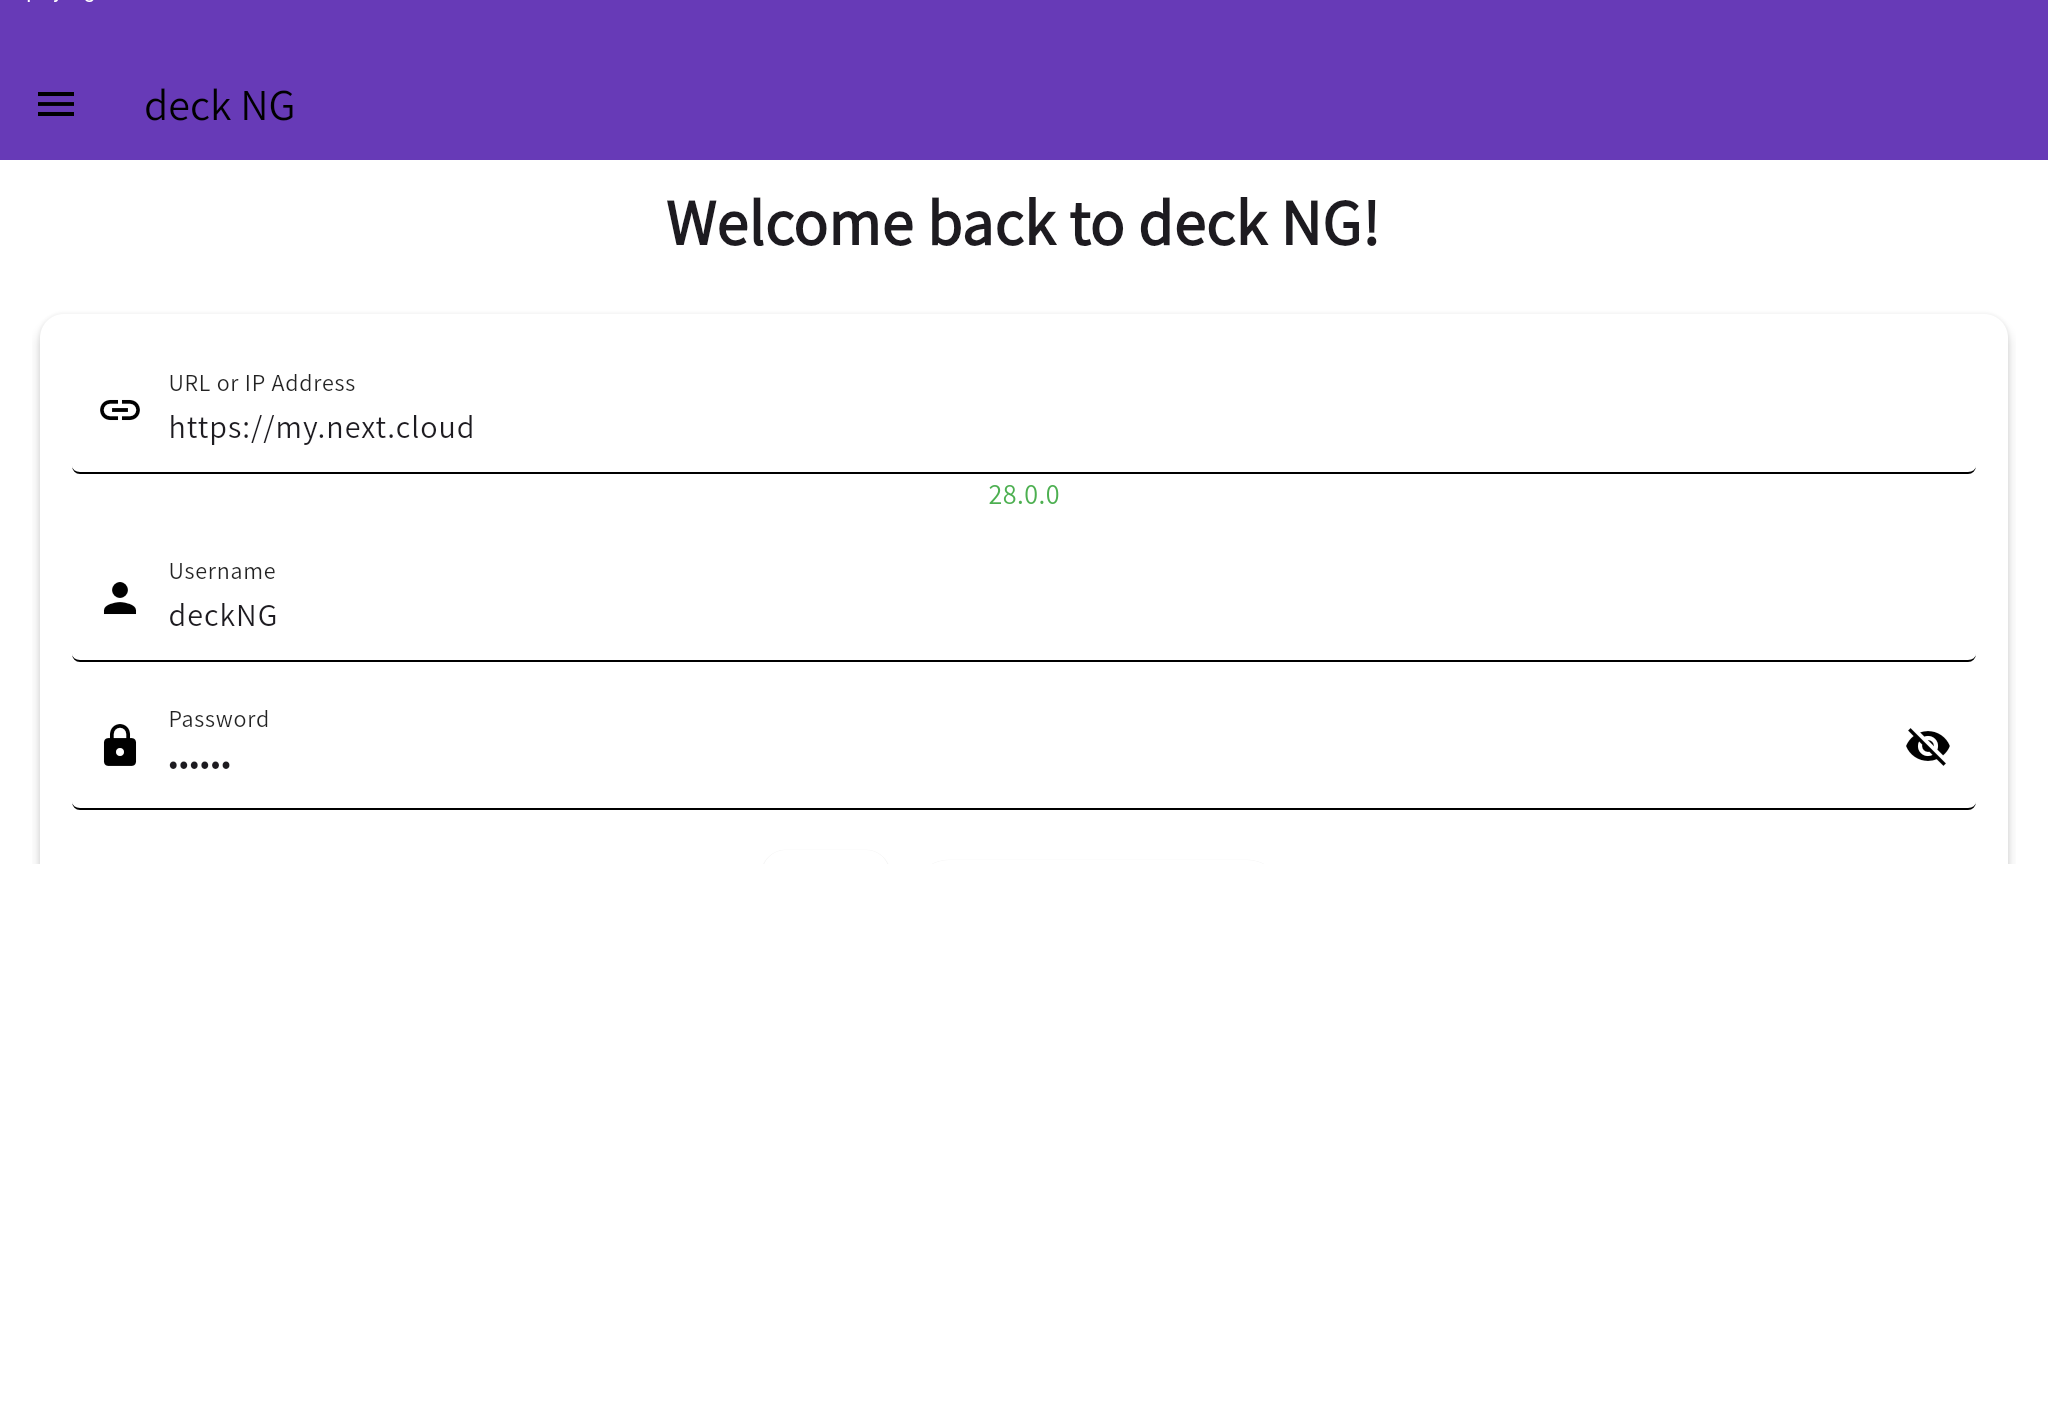 deck NG
Welcome back to deck NG!
URL or IP Address
https://my.next.cloud
28.0.0
Username
deckNG
Password
••••••